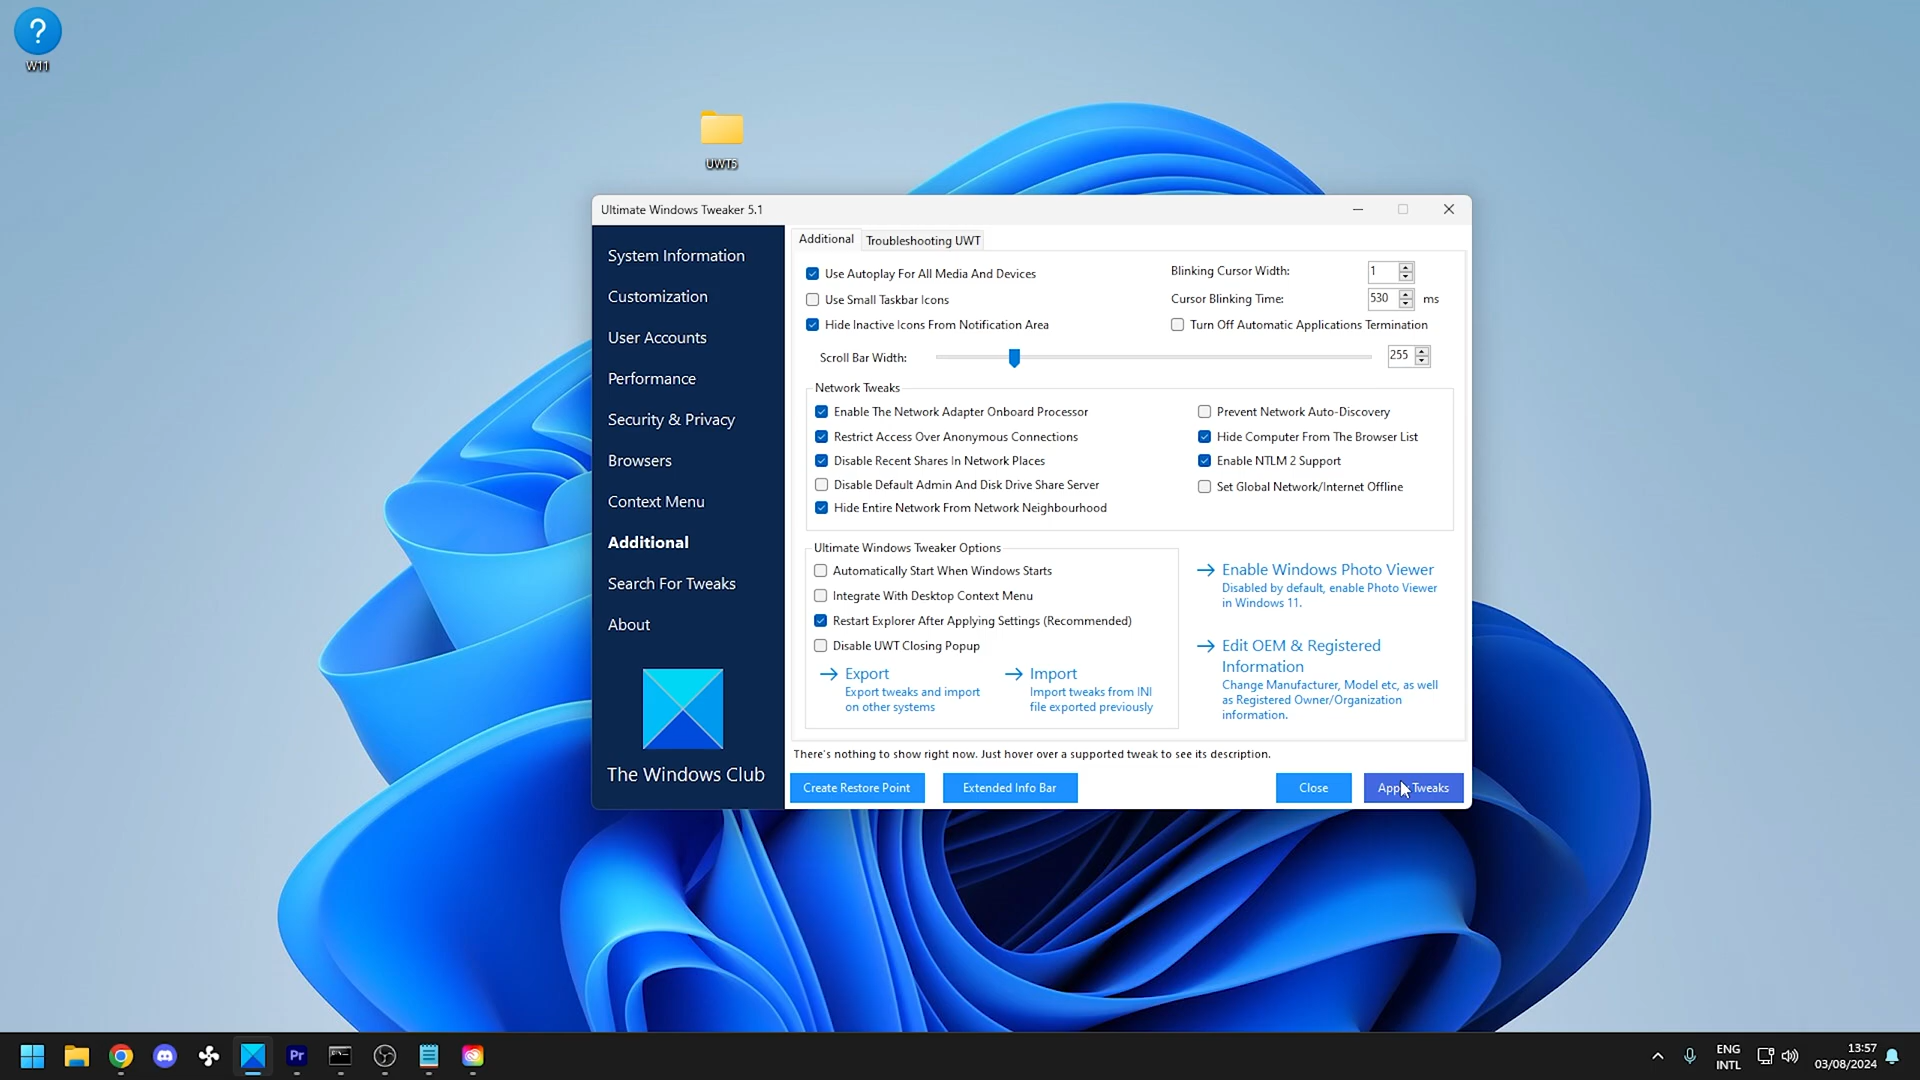 ?
W11
UWT5
Ultimate Windows Tweaker 5.1
System Information
Customization
User Accounts
Performance
Security & Privacy
Browsers
Context Menu
Additional
Search For Tweaks
About
The Windows Club
Additional
Troubleshooting UWT
Use Autoplay For All Media And Devices
Use Small Taskbar Icons
Hide Inactive Icons From Notification Area
Blinking Cursor Width:
1
Cursor Blinking Time:
530
ms
Turn Off Automatic Applications Termination
Scroll Bar Width:
255
Network Tweaks
Enable The Network Adapter Onboard Processor
Restrict Access Over Anonymous Connections
Disable Recent Shares In Network Places
Disable Default Admin And Disk Drive Share Server
Hide Entire Network From Network Neighbourhood
Prevent Network Auto-Discovery
Hide Computer From The Browser List
Enable NTLM 2 Support
Set Global Network/Internet Offline
Ultimate Windows Tweaker Options
Automatically Start When Windows Starts
Integrate With Desktop Context Menu
Restart Explorer After Applying Settings (Recommended)
Disable UWT Closing Popup
Export
Export tweaks and import
on other systems
Import
Import tweaks from INI
file exported previously
Enable Windows Photo Viewer
Disabled by default, enable Photo Viewer
in Windows 11.
Edit OEM & Registered
Information
Change Manufacturer, Model etc, as well
as Registered Owner/Organization
information.
There's nothing to show right now. Just hover over a supported tweak to see its description.
Create Restore Point
Extended Info Bar
Close
Apply Tweaks
Pr
ENG
INTL
13:57
03/08/2024